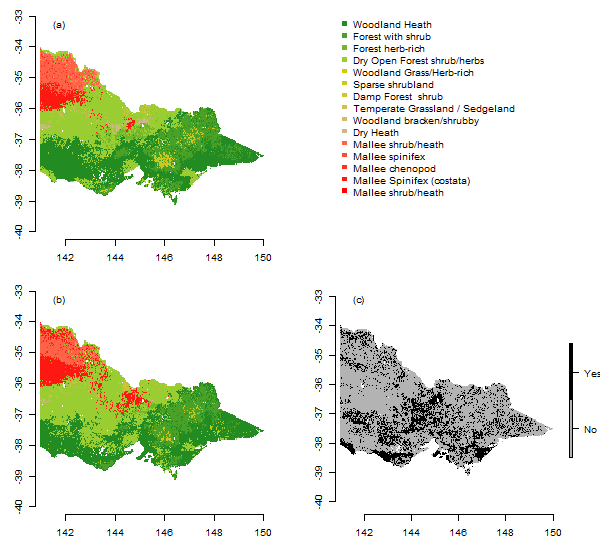 (a)
-33
-34
-35
-36
-37
-38
-39
-40
142 144 146 148 150
Woodland Heath
Forest with shrub
Forest herb-rich
Dry Open Forest shrub/herbs
Woodland Grass/Herb-rich
Sparse shrubland
Damp Forest shrub
Temperate Grassland / Sedgeland
Woodland bracken/shrubby
Dry Heath
Mallee shrub/heath
Mallee spinifex
Mallee chenopod
Mallee Spinifex (costata)
Mallee shrub/heath
(b)
-33
-34
-35
-36
-37
-38
-39
-40
142 144 146 148 150
(c)
-33
-34
-35
-36
-37
-38
-39
-40
142 144 146 148 150
Yes
No